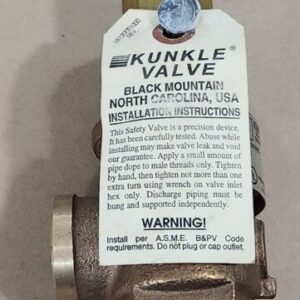 KUNKLE®
VALVE
BLACK MOUNTAIN
NORTH CAROLINA, USA
INSTALLATION INSTRUCTIONS
This Safety Valve is a precision device.
It has been carefully tested. Abuse while
installing may make valve leak and void
our guarantee. Apply a small amount of
pipe dope to male threads only. Tighten
by hand, then tighten not more than one
extra turn using wrench on valve inlet
hex only. Discharge piping must be
hung and supported independently.
WARNING!
Install per A.S.M.E. B&PV Code
requirements. Do not plug or cap outlet.